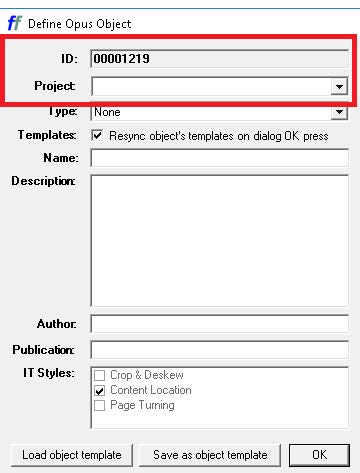 ff Define Opus Object
ID: 00001219
Project:
Type: None
Templates: Resync object's templates on dialog OK press
Name:
Description:
Author:
Publication:
IT Styles: Crop & Deskew
Content Location
Page Turning
Load object template Save as object template OK